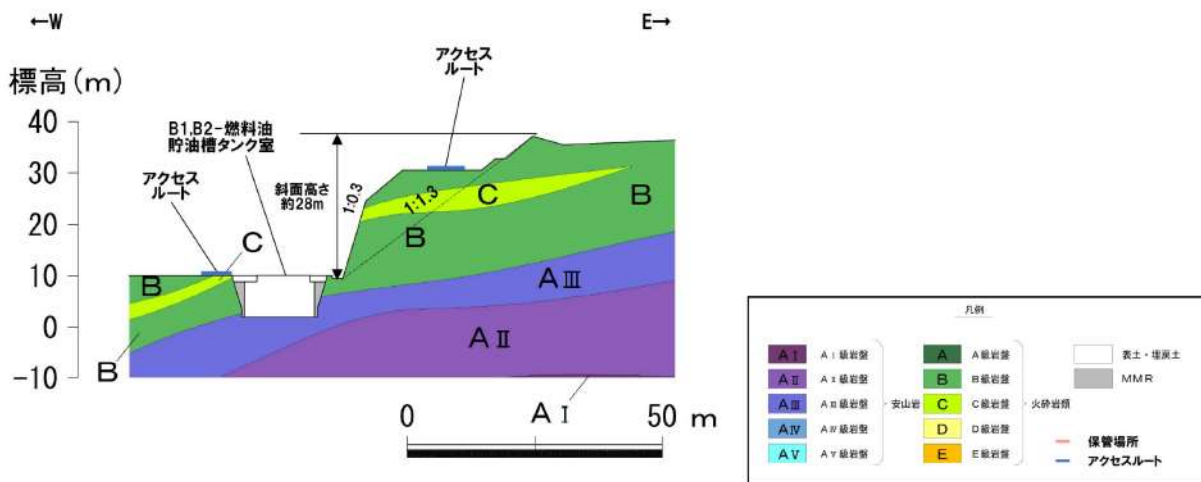 ←W
E→
標高(m)
アクセス
ルート
B1,B2-燃料油
貯油槽タンク室
アクセス
ルート
斜面高さ
約28m
1:0.3
1:1.3
40
30
20
10
0
-10
C
B
B
C
B
B
AⅢ
AⅡ
AⅠ
0
50
m
凡例
AⅠ
AⅠ級岩盤
AⅡ
AⅡ級岩盤
AⅢ
AⅢ級岩盤
AⅣ
AⅣ級岩盤
AⅤ
AⅤ級岩盤
安山岩
A
A級岩盤
B
B級岩盤
C
C級岩盤
D
D級岩盤
E
E級岩盤
火砕岩類
表土・埋戻土
MMR
保管場所
アクセスルート